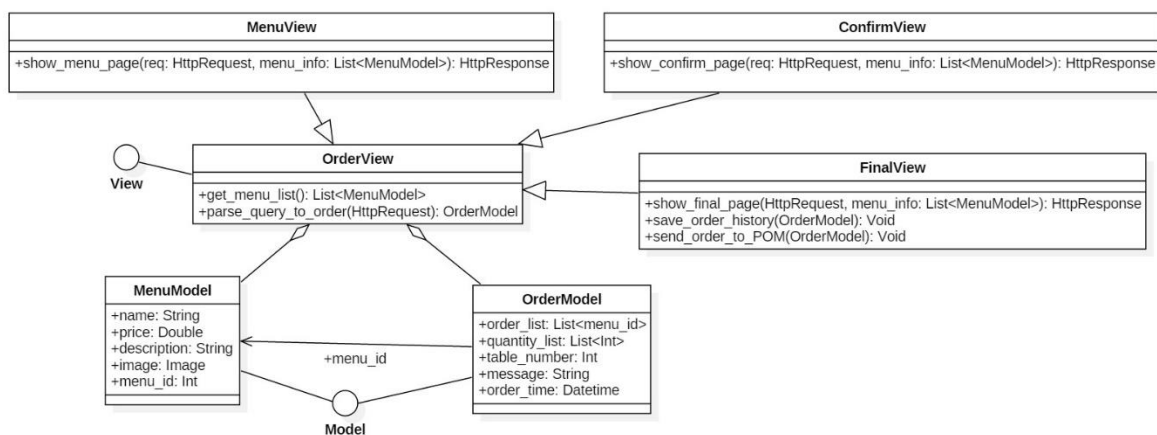 MenuView
+show_menu_page(req: HttpRequest, menu_info: List<MenuModel>): HttpResponse
ConfirmView
+show_confirm_page(req: HttpRequest, menu_info: List<MenuModel>): HttpResponse
View
OrderView
+get_menu_list(): List<MenuModel>
+parse_query_to_order(HttpRequest): OrderModel
FinalView
+show_final_page(HttpRequest, menu_info: List<MenuModel>): HttpResponse
+save_order_history(OrderModel): Void
+send_order_to_POM(OrderModel): Void
MenuModel
+name: String
+price: Double
+description: String
+image: Image
+menu_id: Int
+menu_id
OrderModel
+order_list: List<menu_id>
+quantity_list: List<Int>
+table_number: Int
+message: String
+order_time: Datetime
Model